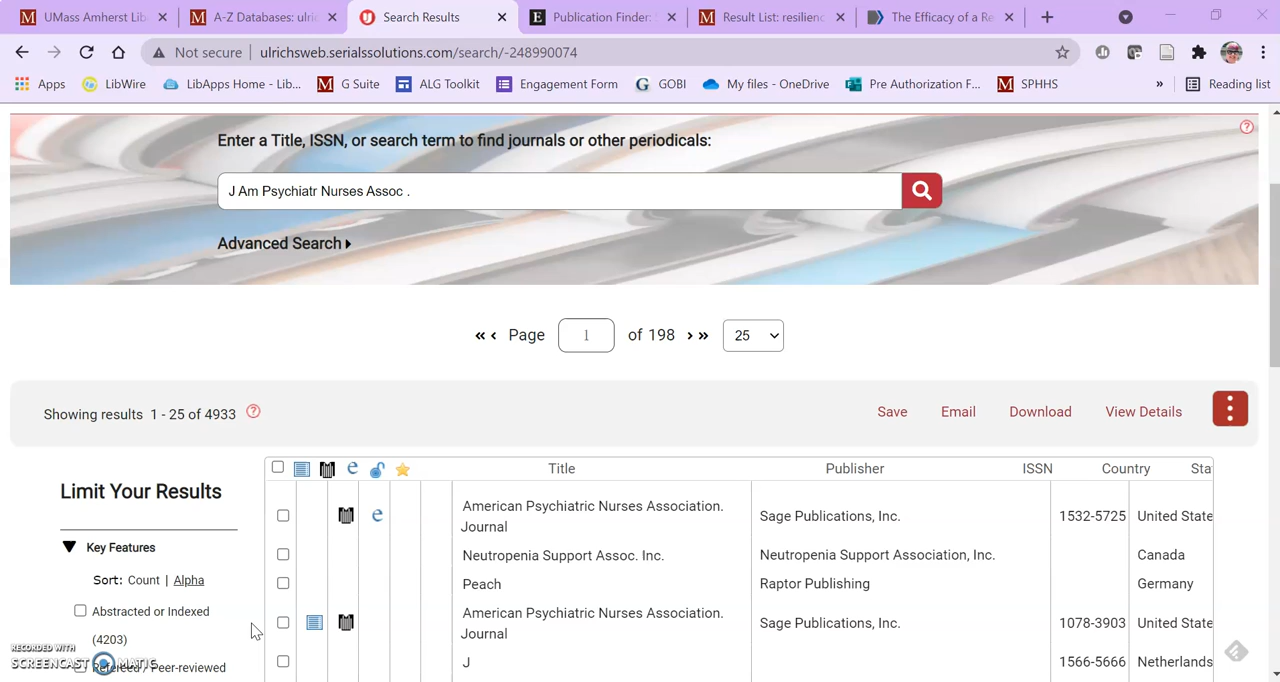 UMass Amherst Lib
A-Z Databases: ulric
Search Results
Publication Finder:
Result List: resilienc
The Efficacy of a Re
Not secure
ulrichsweb.serialssolutions.com/search/-248990074
Apps
LibWire
LibApps Home - Lib...
G Suite
ALG Toolkit
Engagement Form
GOBI
My files - OneDrive
Pre Authorization F...
SPHHS
»
Reading list
Enter a Title, ISSN, or search term to find journals or other periodicals:
J Am Psychiatr Nurses Assoc .
Advanced Search
Page 1 of 198 25
Showing results 1 - 25 of 4933
Save Email Download View Details
Limit Your Results
Key Features
Sort: Count | Alpha
Abstracted or Indexed
(4203)
Refereed / Peer-reviewed
RECORDED WITH
SCREENCAST MATIC
Title Publisher ISSN Country Sta
American Psychiatric Nurses Association. Sage Publications, Inc. 1532-5725 United State
Journal
Neutropenia Support Assoc. Inc. Neutropenia Support Association, Inc. Canada
Peach Raptor Publishing Germany
American Psychiatric Nurses Association. Sage Publications, Inc. 1078-3903 United State
Journal
J 1566-5666 Netherlands